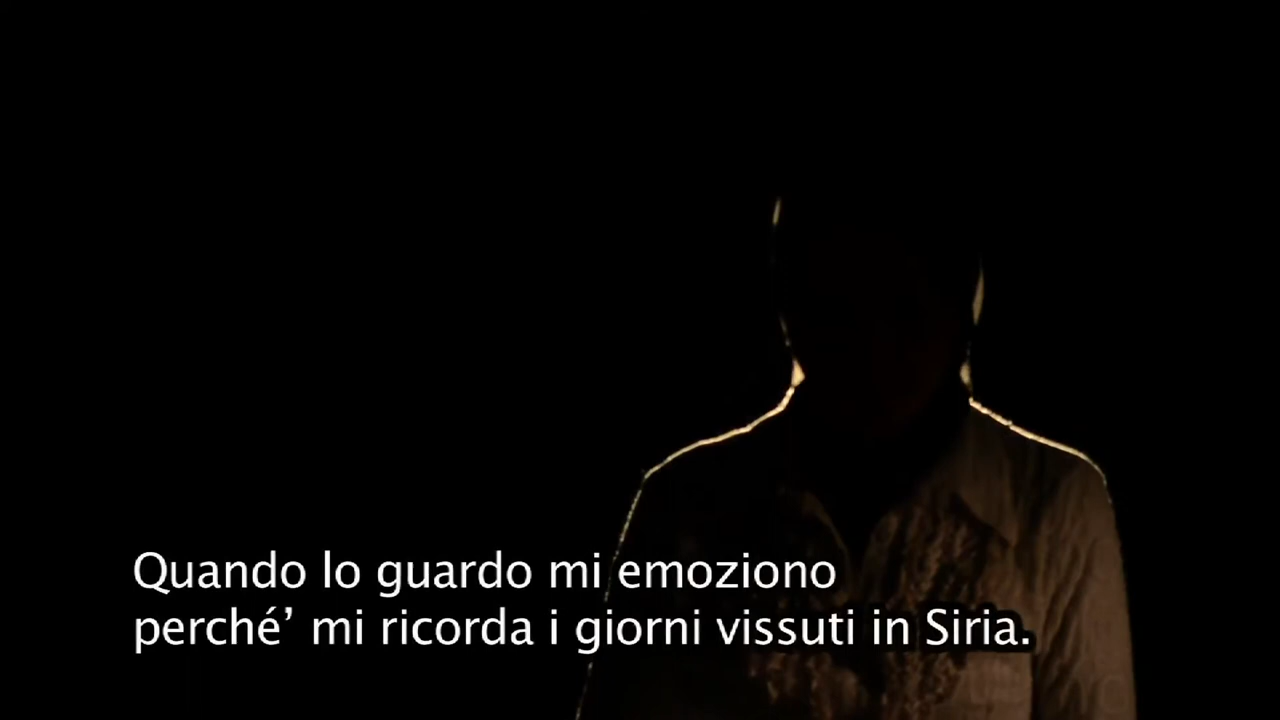 Quando lo guardo mi emoziono
perché’ mi ricorda i giorni vissuti in Siria.